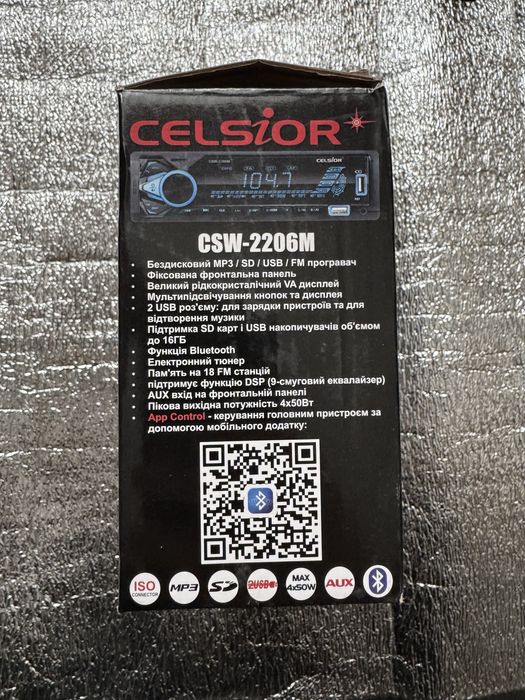 CELSiOR
CELSIOR
104.7
CSW-2206M
• Бездисковий MP3 / SD / USB / FM програвач
• Фіксована фронтальна панель
• Великий рідкокристалічний VA дисплей
• Мультипідсвічування кнопок та дисплея
• 2 USB роз'єму: для зарядки пристроїв та для
відтворення музики
• Підтримка SD карт і USB накопичувачів об'ємом
до 16ГБ
• Функція Bluetooth
• Електронний тюнер
• Пам'ять на 18 FM станцій
• підтримує функцію DSP (9-смуговий еквалайзер)
• AUX вхід на фронтальній панелі
• Пікова вихідна потужність 4х50Вт
• App Control - керування головним пристроєм за
допомогою мобільного додатку:
ISO
CONNECTOR
MP3
SD
2USB
MAX
4x50W
AUX